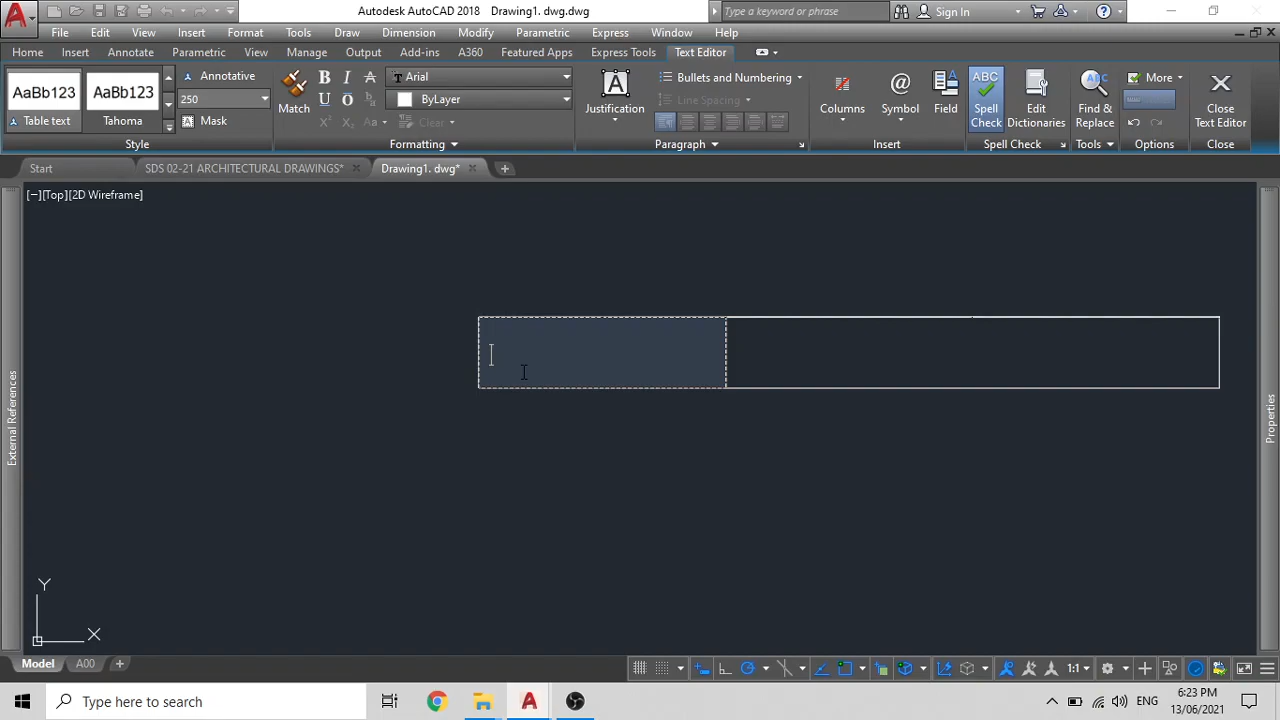 Autodesk AutoCAD 2018 Drawing1. dwg.dwg
Type a keyword or phrase
Sign In
File Edit View Insert Format Tools Draw Dimension Modify Parametric Express Window Help
Home Insert Annotate Parametric View Manage Output Add-ins A360 Featured Apps Express Tools Text Editor
AaBb123 AaBb123 Annotative B I A Arial Bullets and Numbering More
250 Match U O ByLayer Justification Line Spacing Columns Symbol Field ABC Spell Check Edit Dictionaries Find & Replace Close Text Editor
Table text Tahoma Mask Aa Clear
Style Formatting Paragraph Insert Spell Check Tools Options Close
Start SDS 02-21 ARCHITECTURAL DRAWINGS* Drawing1. dwg*
[−][Top][2D Wireframe]
External References
Properties
Y
X
Model A00 1:1
Type here to search
ENG
6:23 PM
13/06/2021